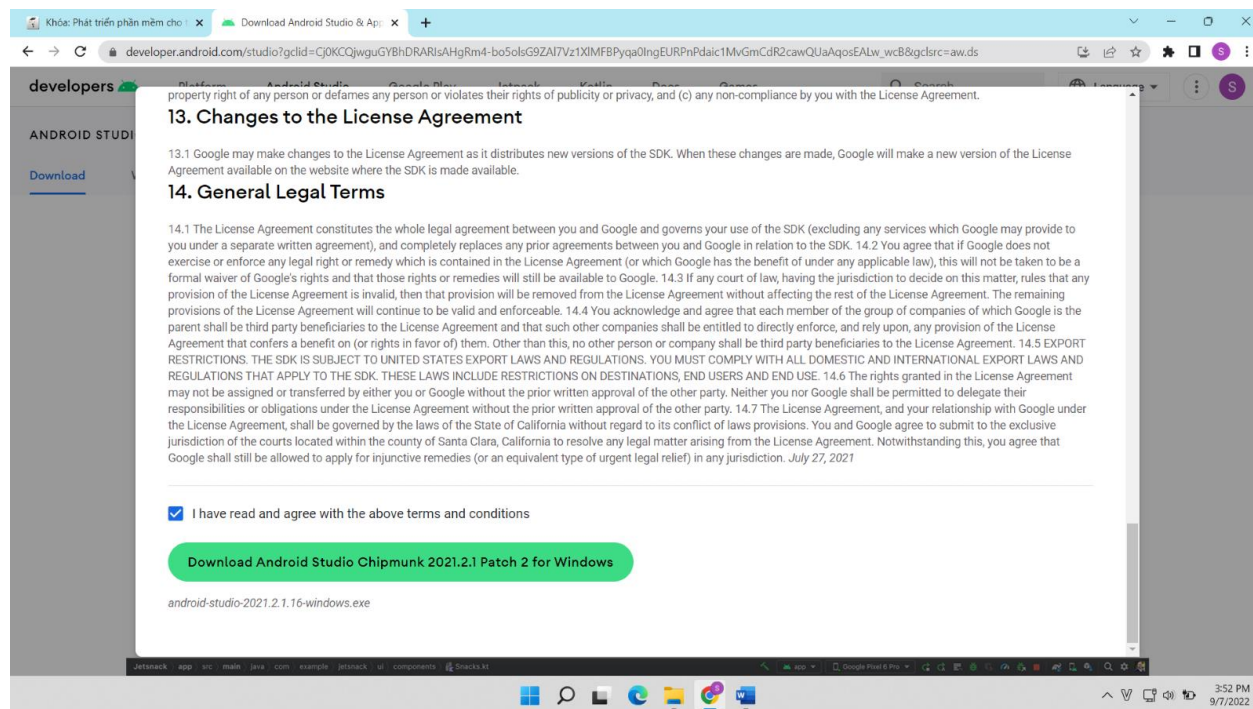 Khóa: Phát triển phần mềm cho
Download Android Studio & App
developer.android.com/studio?gclid=Cj0KCQjwguGYBhDRARIsAHgRm4-bo5olsG9ZAl7Vz1XlMFBPyqa0IngEURPnPdaic1MvGmCdR2cawQUaAqosEALw_wcB&gclsrc=aw.ds
developers Platform Android Studio Google Play Jetpack Kotlin Docs Games Search Language
S
ANDROID STUDI
Download
property right of any person or defames any person or violates their rights of publicity or privacy, and (c) any non-compliance by you with the License Agreement.
13. Changes to the License Agreement
13.1 Google may make changes to the License Agreement as it distributes new versions of the SDK. When these changes are made, Google will make a new version of the License
Agreement available on the website where the SDK is made available.
14. General Legal Terms
14.1 The License Agreement constitutes the whole legal agreement between you and Google and governs your use of the SDK (excluding any services which Google may provide to
you under a separate written agreement), and completely replaces any prior agreements between you and Google in relation to the SDK. 14.2 You agree that if Google does not
exercise or enforce any legal right or remedy which is contained in the License Agreement (or which Google has the benefit of under any applicable law), this will not be taken to be a
formal waiver of Google's rights and that those rights or remedies will still be available to Google. 14.3 If any court of law, having the jurisdiction to decide on this matter, rules that any
provision of the License Agreement is invalid, then that provision will be removed from the License Agreement without affecting the rest of the License Agreement. The remaining
provisions of the License Agreement will continue to be valid and enforceable. 14.4 You acknowledge and agree that each member of the group of companies of which Google is the
parent shall be third party beneficiaries to the License Agreement and that such other companies shall be entitled to directly enforce, and rely upon, any provision of the License
Agreement that confers a benefit on (or rights in favor of) them. Other than this, no other person or company shall be third party beneficiaries to the License Agreement. 14.5 EXPORT
RESTRICTIONS. THE SDK IS SUBJECT TO UNITED STATES EXPORT LAWS AND REGULATIONS. YOU MUST COMPLY WITH ALL DOMESTIC AND INTERNATIONAL EXPORT LAWS AND
REGULATIONS THAT APPLY TO THE SDK. THESE LAWS INCLUDE RESTRICTIONS ON DESTINATIONS, END USERS AND END USE. 14.6 The rights granted in the License Agreement
may not be assigned or transferred by either you or Google without the prior written approval of the other party. Neither you nor Google shall be permitted to delegate their
responsibilities or obligations under the License Agreement without the prior written approval of the other party. 14.7 The License Agreement, and your relationship with Google under
the License Agreement, shall be governed by the laws of the State of California without regard to its conflict of laws provisions. You and Google agree to submit to the exclusive
jurisdiction of the courts located within the county of Santa Clara, California to resolve any legal matter arising from the License Agreement. Notwithstanding this, you agree that
Google shall still be allowed to apply for injunctive remedies (or an equivalent type of urgent legal relief) in any jurisdiction. July 27, 2021
I have read and agree with the above terms and conditions
Download Android Studio Chipmunk 2021.2.1 Patch 2 for Windows
android-studio-2021.2.1.16-windows.exe
Jetsnack app src main java com example jetsnack ui components Snacks.kt app Google Pixel 6 Pro
3:52 PM
9/7/2022